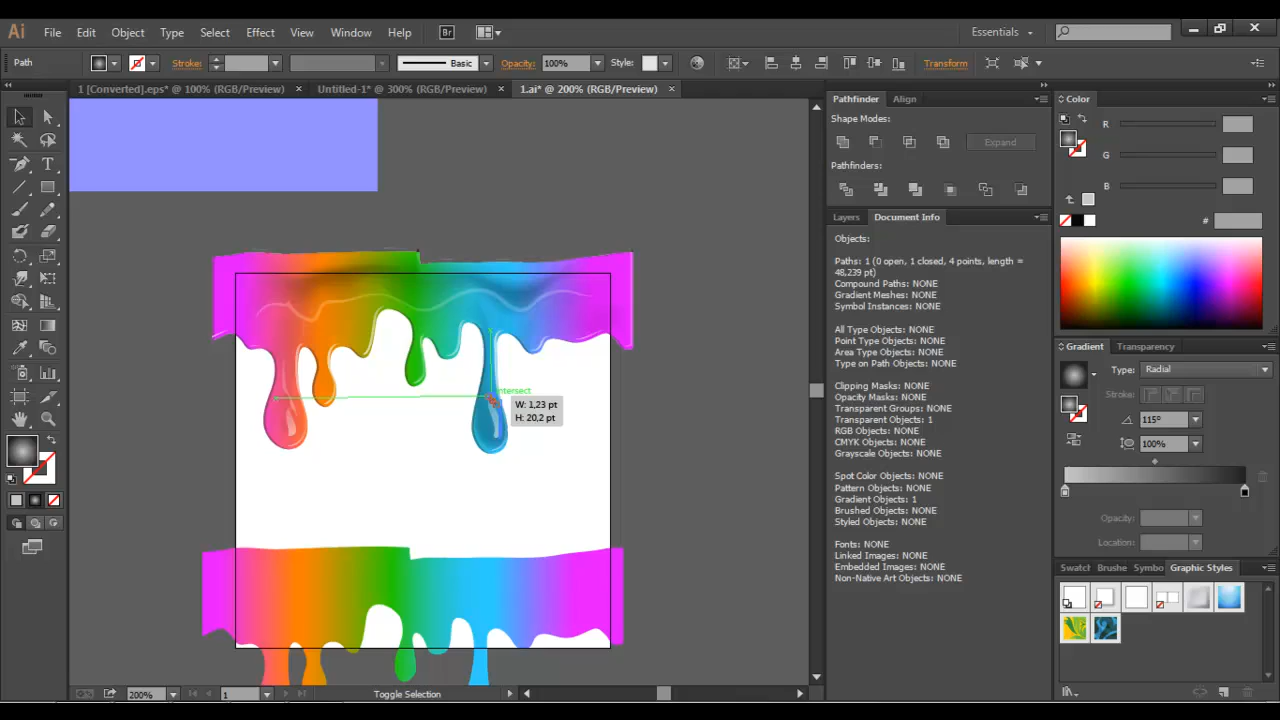 Ai File Edit Object Type Select Effect View Window Help Br Essentials
Path Stroke: Basic Opacity: 100% Style: Transform
1 [Converted].eps* @ 100% (RGB/Preview) × Untitled-1* @ 300% (RGB/Preview) × 1.ai* @ 200% (RGB/Preview) ×
Pathfinder Align
Shape Modes:
Expand
Pathfinders:
Layers Document Info
Objects:
Paths: 1 (0 open, 1 closed, 4 points, length =
48,239 pt)
Compound Paths: NONE
Gradient Meshes: NONE
Symbol Instances: NONE
All Type Objects: NONE
Point Type Objects: NONE
Area Type Objects: NONE
Type on Path Objects: NONE
Clipping Masks: NONE
Opacity Masks: NONE
Transparent Groups: NONE
Transparent Objects: 1
RGB Objects: NONE
CMYK Objects: NONE
Grayscale Objects: NONE
Spot Color Objects: NONE
Pattern Objects: NONE
Gradient Objects: 1
Brushed Objects: NONE
Styled Objects: NONE
Fonts: NONE
Linked Images: NONE
Embedded Images: NONE
Non-Native Art Objects: NONE
Color
R
G
B
#
Gradient Transparency
Type: Radial
Stroke:
115°
100%
Opacity:
Location:
Swatch Brushe Symbo Graphic Styles
intersect
W: 1,23 pt
H: 20,2 pt
200% 1 Toggle Selection